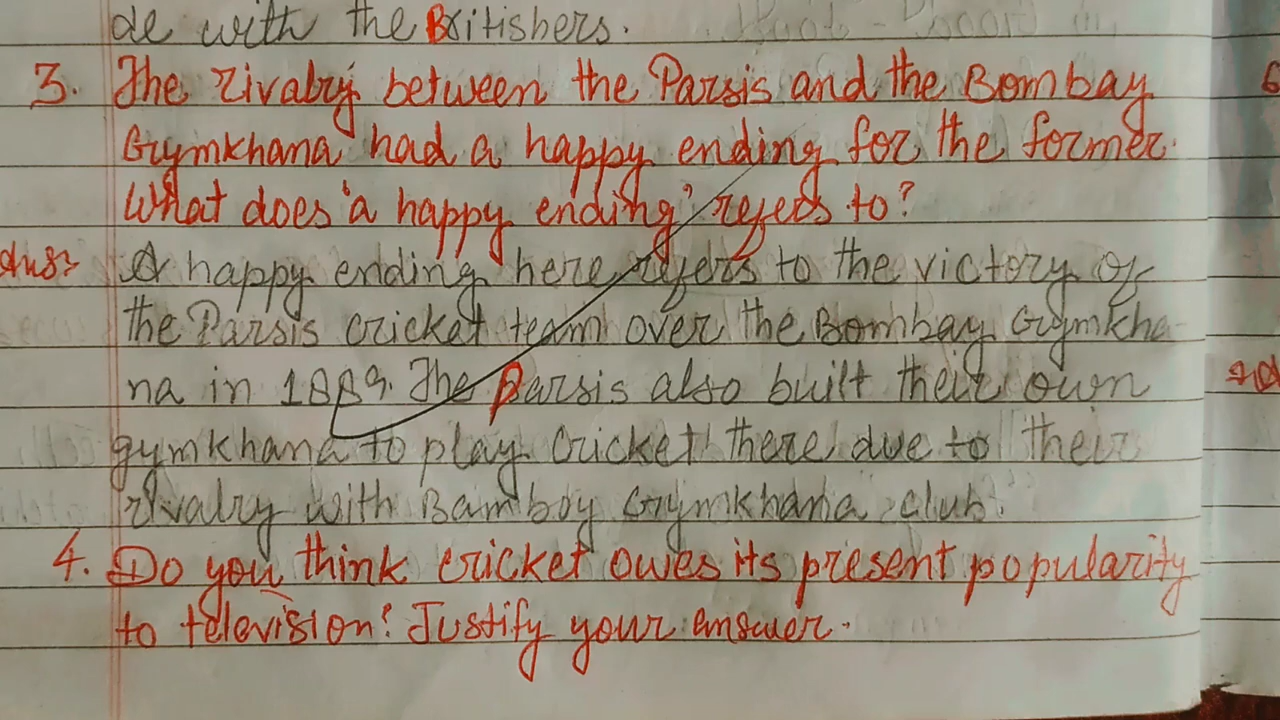 de with the Britishers.
3. The rivalry between the Parsis and the Bombay
Gymkhana had a happy ending for the former.
What does 'a happy ending' refers to?
Ans: A happy ending here refers to the victory of
the Parsis cricket team over the Bombay Gymkha-
na in 1889. The Parsis also built their own
gymkhana to play cricket there due to their
rivalry with Bamboy Gymkhana club.
4. Do you think cricket owes its present popularity
to television? Justify your answer.